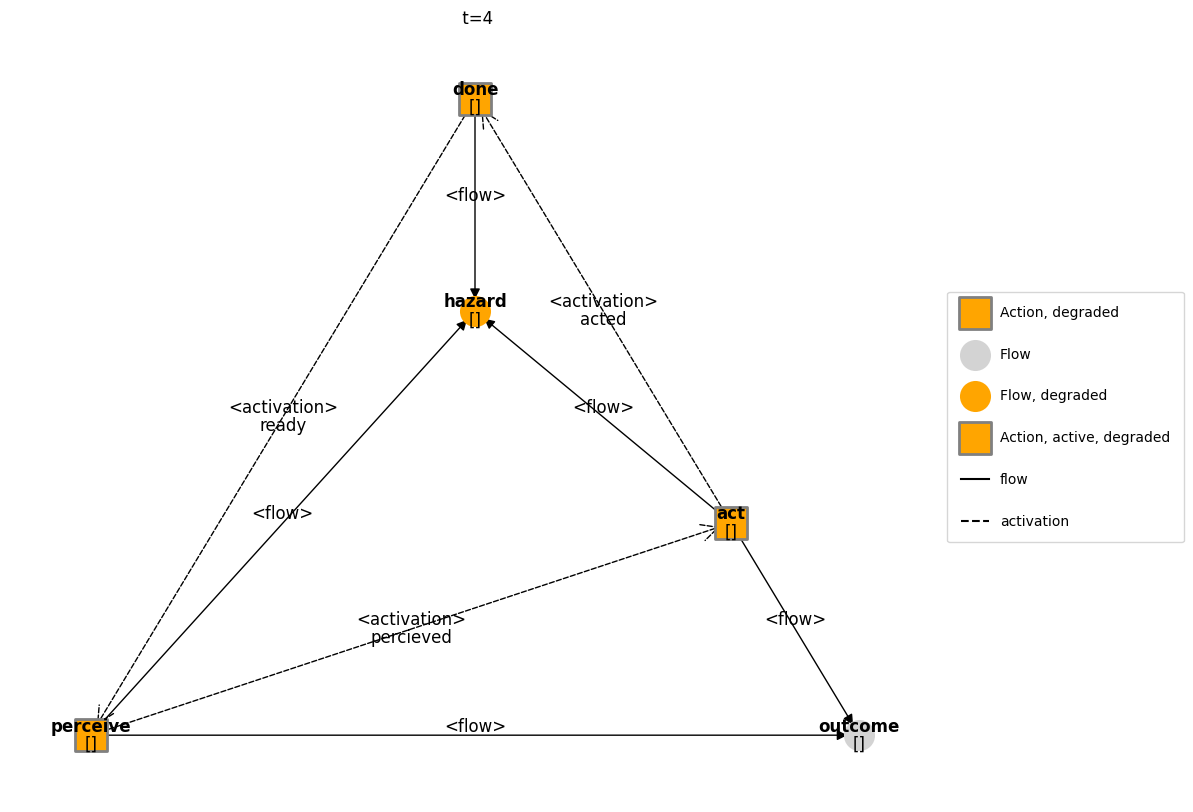 t=4
done
[]
<flow>
hazard
[]
<activation>
acted
<activation>
ready
<flow>
<flow>
act
[]
<activation>
percieved
<flow>
perceive
[]
<flow>
outcome
[]
Action, degraded
Flow
Flow, degraded
Action, active, degraded
flow
activation